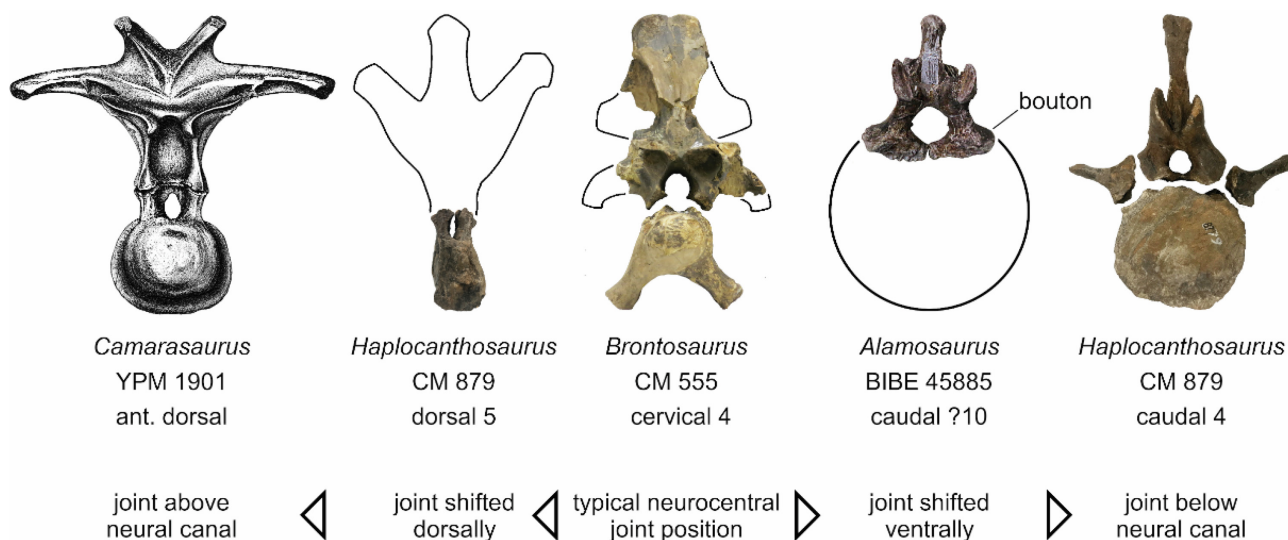 bouton
Camarasaurus
YPM 1901
ant. dorsal
Haplocanthosaurus
CM 879
dorsal 5
Brontosaurus
CM 555
cervical 4
Alamosaurus
BIBE 45885
caudal ?10
Haplocanthosaurus
CM 879
caudal 4
joint above
neural canal
joint shifted
dorsally
typical neurocentral
joint position
joint shifted
ventrally
joint below
neural canal